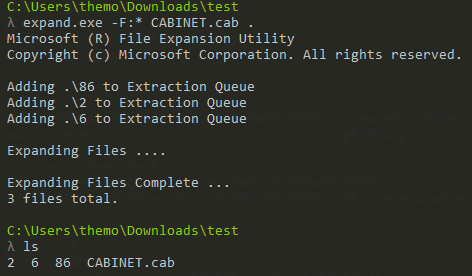 C:\Users\themo\Downloads\test
λ expand.exe -F:* CABINET.cab .
Microsoft (R) File Expansion Utility
Copyright (c) Microsoft Corporation. All rights reserved.
Adding .\86 to Extraction Queue
Adding .\2 to Extraction Queue
Adding .\6 to Extraction Queue
Expanding Files ....
Expanding Files Complete ...
3 files total.
C:\Users\themo\Downloads\test
λ ls
2 6 86 CABINET.cab